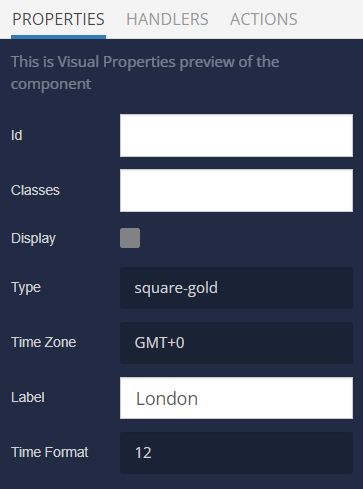 PROPERTIES HANDLERS ACTIONS
This is Visual Properties preview of the
component
Id
Classes
Display
Type square-gold
Time Zone GMT+0
Label London
Time Format 12